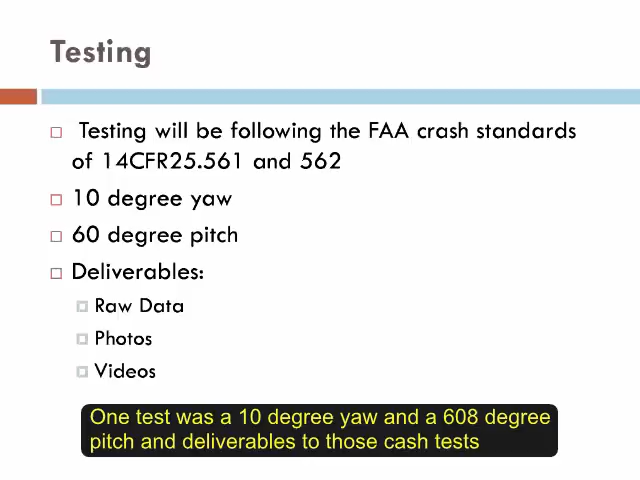 Testing
Testing will be following the FAA crash standards
of 14CFR25.561 and 562
10 degree yaw
60 degree pitch
Deliverables:
Raw Data
Photos
Videos
One test was a 10 degree yaw and a 608 degree
pitch and deliverables to those cash tests